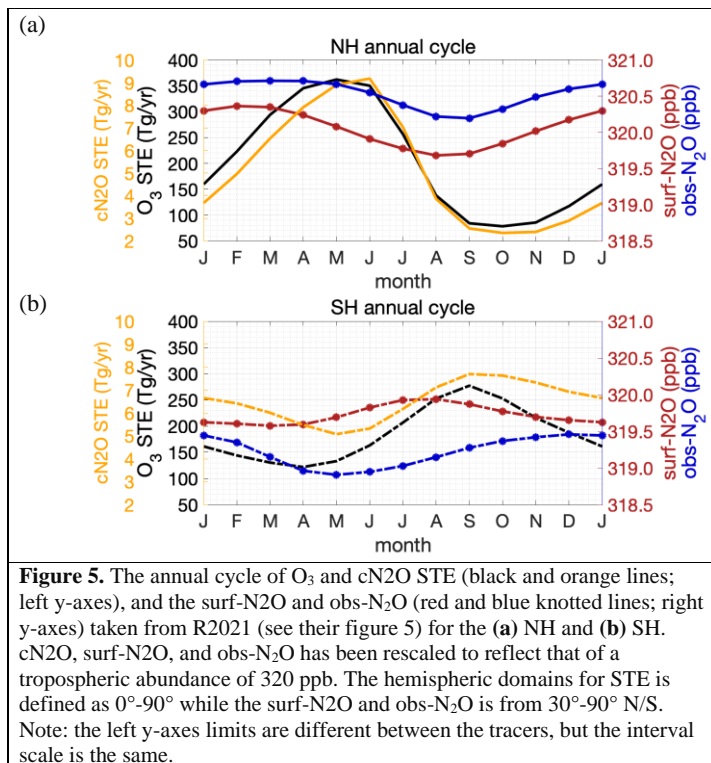 (a)
NH annual cycle
cN2O STE (Tg/yr)
10
9
8
7
6
5
4
3
2
O₃ STE (Tg/yr)
400
350
300
250
200
150
100
50
321.0
320.5
320.0
319.5
319.0
318.5
surf-N2O (ppb)
obs-N₂O (ppb)
J F M A M J J A S O N D J
month
(b)
SH annual cycle
cN2O STE (Tg/yr)
10
9
8
7
6
5
4
3
2
O₃ STE (Tg/yr)
400
350
300
250
200
150
100
50
321.0
320.5
320.0
319.5
319.0
318.5
surf-N2O (ppb)
obs-N₂O (ppb)
J F M A M J J A S O N D J
month
Figure 5. The annual cycle of O₃ and cN2O STE (black and orange lines;
left y-axes), and the surf-N2O and obs-N₂O (red and blue knotted lines; right
y-axes) taken from R2021 (see their figure 5) for the (a) NH and (b) SH.
cN2O, surf-N2O, and obs-N₂O has been rescaled to reflect that of a
tropospheric abundance of 320 ppb. The hemispheric domains for STE is
defined as 0°-90° while the surf-N2O and obs-N₂O is from 30°-90° N/S.
Note: the left y-axes limits are different between the tracers, but the interval
scale is the same.